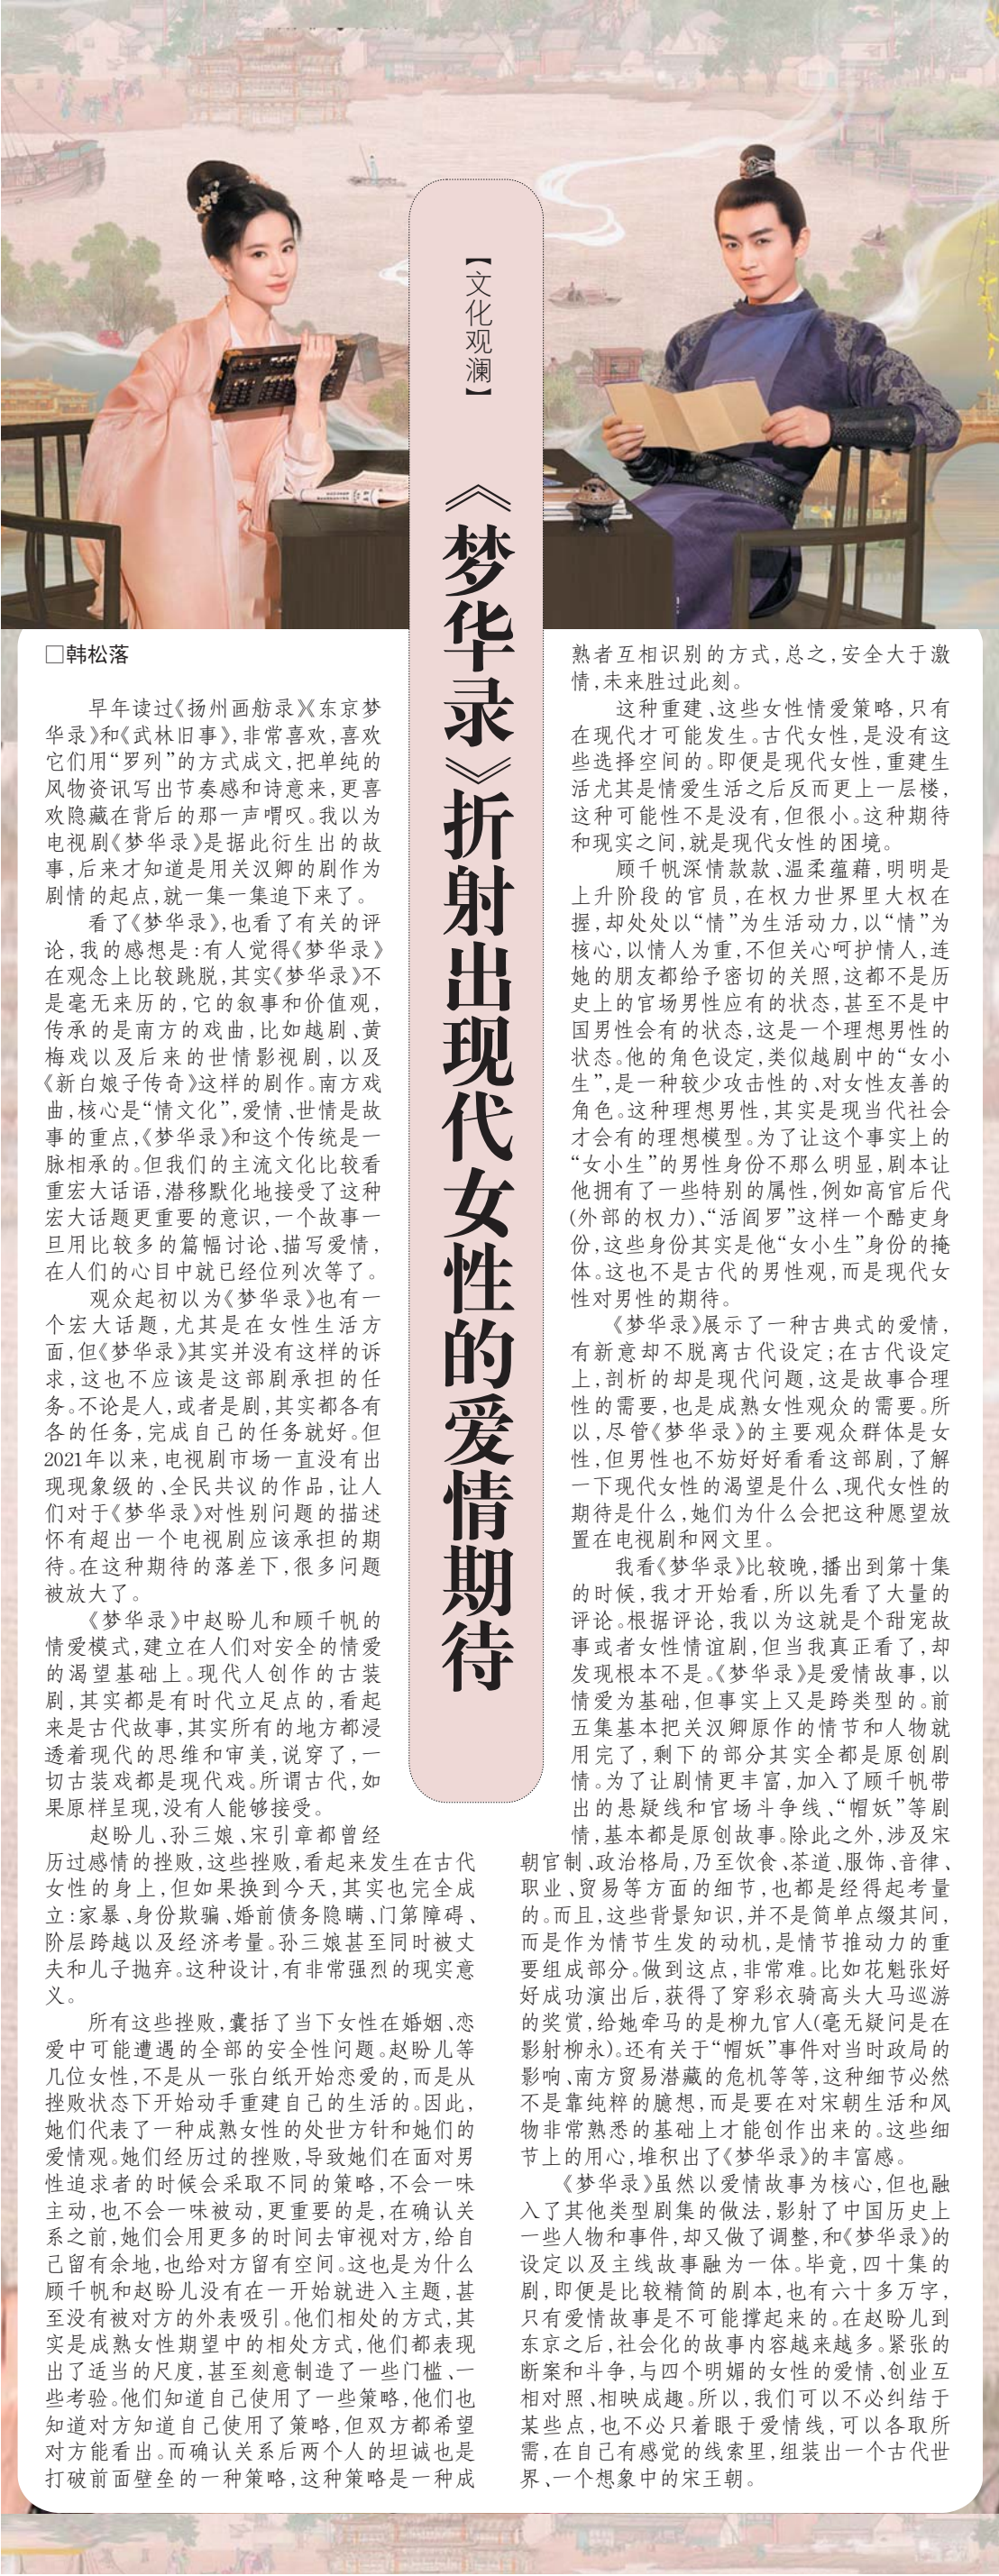 【文化观澜】
《梦华录》折射出现代女性的爱情期待
□韩松落
早年读过《扬州画舫录》《东京梦
华录》和《武林旧事》,非常喜欢,喜欢
它们用“罗列”的方式成文,把单纯的
风物资讯写出节奏感和诗意来,更喜
欢隐藏在背后的那一声喟叹。我以为
电视剧《梦华录》是据此衍生出的故
事,后来才知道是用关汉卿的剧作为
剧情的起点,就一集一集追下来了。
看了《梦华录》,也看了有关的评
论,我的感想是:有人觉得《梦华录》
在观念上比较跳脱,其实《梦华录》不
是毫无来历的,它的叙事和价值观,
传承的是南方的戏曲,比如越剧、黄
梅戏以及后来的世情影视剧,以及
《新白娘子传奇》这样的剧作。南方戏
曲,核心是“情文化”,爱情、世情是故
事的重点,《梦华录》和这个传统是一
脉相承的。但我们的主流文化比较看
重宏大话语,潜移默化地接受了这种
宏大话题更重要的意识,一个故事一
旦用比较多的篇幅讨论、描写爱情,
在人们的心目中就已经位列次等了。
观众起初以为《梦华录》也有一
个宏大话题,尤其是在女性生活方
面,但《梦华录》其实并没有这样的诉
求,这也不应该是这部剧承担的任
务。不论是人,或者是剧,其实都各有
各的任务,完成自己的任务就好。但
2021年以来,电视剧市场一直没有出
现现象级的、全民共议的作品,让人
们对于《梦华录》对性别问题的描述
怀有超出一个电视剧应该承担的期
待。在这种期待的落差下,很多问题
被放大了。
《梦华录》中赵盼儿和顾千帆的
情爱模式,建立在人们对安全的情爱
的渴望基础上。现代人创作的古装
剧,其实都是有时代立足点的,看起
来是古代故事,其实所有的地方都浸
透着现代的思维和审美,说穿了,一
切古装戏都是现代戏。所谓古代,如
果原样呈现,没有人能够接受。
赵盼儿、孙三娘、宋引章都曾经
历过感情的挫败,这些挫败,看起来发生在古代
女性的身上,但如果换到今天,其实也完全成
立:家暴、身份欺骗、婚前债务隐瞒、门第障碍、
阶层跨越以及经济考量。孙三娘甚至同时被丈
夫和儿子抛弃。这种设计,有非常强烈的现实意
义。
所有这些挫败,囊括了当下女性在婚姻、恋
爱中可能遭遇的全部的安全性问题。赵盼儿等
几位女性,不是从一张白纸开始恋爱的,而是从
挫败状态下开始动手重建自己的生活的。因此,
她们代表了一种成熟女性的处世方针和她们的
爱情观。她们经历过的挫败,导致她们在面对男
性追求者的时候会采取不同的策略,不会一味
主动,也不会一味被动,更重要的是,在确认关
系之前,她们会用更多的时间去审视对方,给自
己留有余地,也给对方留有空间。这也是为什么
顾千帆和赵盼儿没有在一开始就进入主题,甚
至没有被对方的外表吸引。他们相处的方式,其
实是成熟女性期望中的相处方式,他们都表现
出了适当的尺度,甚至刻意制造了一些门槛、一
些考验。他们知道自己使用了一些策略,他们也
知道对方知道自己使用了策略,但双方都希望
对方能看出。而确认关系后两个人的坦诚也是
打破前面壁垒的一种策略,这种策略是一种成
熟者互相识别的方式,总之,安全大于激
情,未来胜过此刻。
这种重建、这些女性情爱策略,只有
在现代才可能发生。古代女性,是没有这
些选择空间的。即便是现代女性,重建生
活尤其是情爱生活之后反而更上一层楼,
这种可能性不是没有,但很小。这种期待
和现实之间,就是现代女性的困境。
顾千帆深情款款、温柔蕴藉,明明是
上升阶段的官员,在权力世界里大权在
握,却处处以“情”为生活动力,以“情”为
核心,以情人为重,不但关心呵护情人,连
她的朋友都给予密切的关照,这都不是历
史上的官场男性应有的状态,甚至不是中
国男性会有的状态,这是一个理想男性的
状态。他的角色设定,类似越剧中的“女小
生”,是一种较少攻击性的、对女性友善的
角色。这种理想男性,其实是现当代社会
才会有的理想模型。为了让这个事实上的
“女小生”的男性身份不那么明显,剧本让
他拥有了一些特别的属性,例如高官后代
(外部的权力)、“活阎罗”这样一个酷吏身
份,这些身份其实是他“女小生”身份的掩
体。这也不是古代的男性观,而是现代女
性对男性的期待。
《梦华录》展示了一种古典式的爱情,
有新意却不脱离古代设定;在古代设定
上,剖析的却是现代问题,这是故事合理
性的需要,也是成熟女性观众的需要。所
以,尽管《梦华录》的主要观众群体是女
性,但男性也不妨好好看看这部剧,了解
一下现代女性的渴望是什么、现代女性的
期待是什么,她们为什么会把这种愿望放
置在电视剧和网文里。
我看《梦华录》比较晚,播出到第十集
的时候,我才开始看,所以先看了大量的
评论。根据评论,我以为这就是个甜宠故
事或者女性情谊剧,但当我真正看了,却
发现根本不是。《梦华录》是爱情故事,以
情爱为基础,但事实上又是跨类型的。前
五集基本把关汉卿原作的情节和人物就
用完了,剩下的部分其实全都是原创剧
情。为了让剧情更丰富,加入了顾千帆带
出的悬疑线和官场斗争线、“帽妖”等剧
情,基本都是原创故事。除此之外,涉及宋
朝官制、政治格局,乃至饮食、茶道、服饰、音律、
职业、贸易等方面的细节,也都是经得起考量
的。而且,这些背景知识,并不是简单点缀其间,
而是作为情节生发的动机,是情节推动力的重
要组成部分。做到这点,非常难。比如花魁张好
好成功演出后,获得了穿彩衣骑高头大马巡游
的奖赏,给她牵马的是柳九官人(毫无疑问是在
影射柳永)。还有关于“帽妖”事件对当时政局的
影响、南方贸易潜藏的危机等等,这种细节必然
不是靠纯粹的臆想,而是要在对宋朝生活和风
物非常熟悉的基础上才能创作出来的。这些细
节上的用心,堆积出了《梦华录》的丰富感。
《梦华录》虽然以爱情故事为核心,但也融
入了其他类型剧集的做法,影射了中国历史上
一些人物和事件,却又做了调整,和《梦华录》的
设定以及主线故事融为一体。毕竟,四十集的
剧,即便是比较精简的剧本,也有六十多万字,
只有爱情故事是不可能撑起来的。在赵盼儿到
东京之后,社会化的故事内容越来越多。紧张的
断案和斗争,与四个明媚的女性的爱情、创业互
相对照、相映成趣。所以,我们可以不必纠结于
某些点,也不必只着眼于爱情线,可以各取所
需,在自己有感觉的线索里,组装出一个古代世
界、一个想象中的宋王朝。